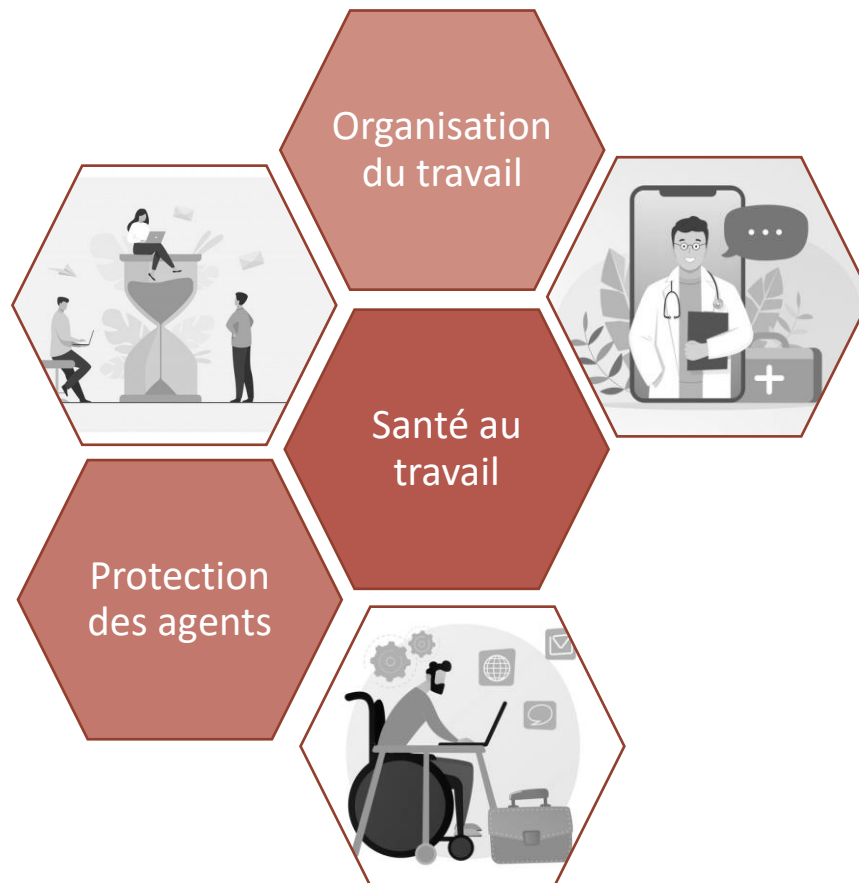 Organisation
du travail
Santé au
travail
Protection
des agents